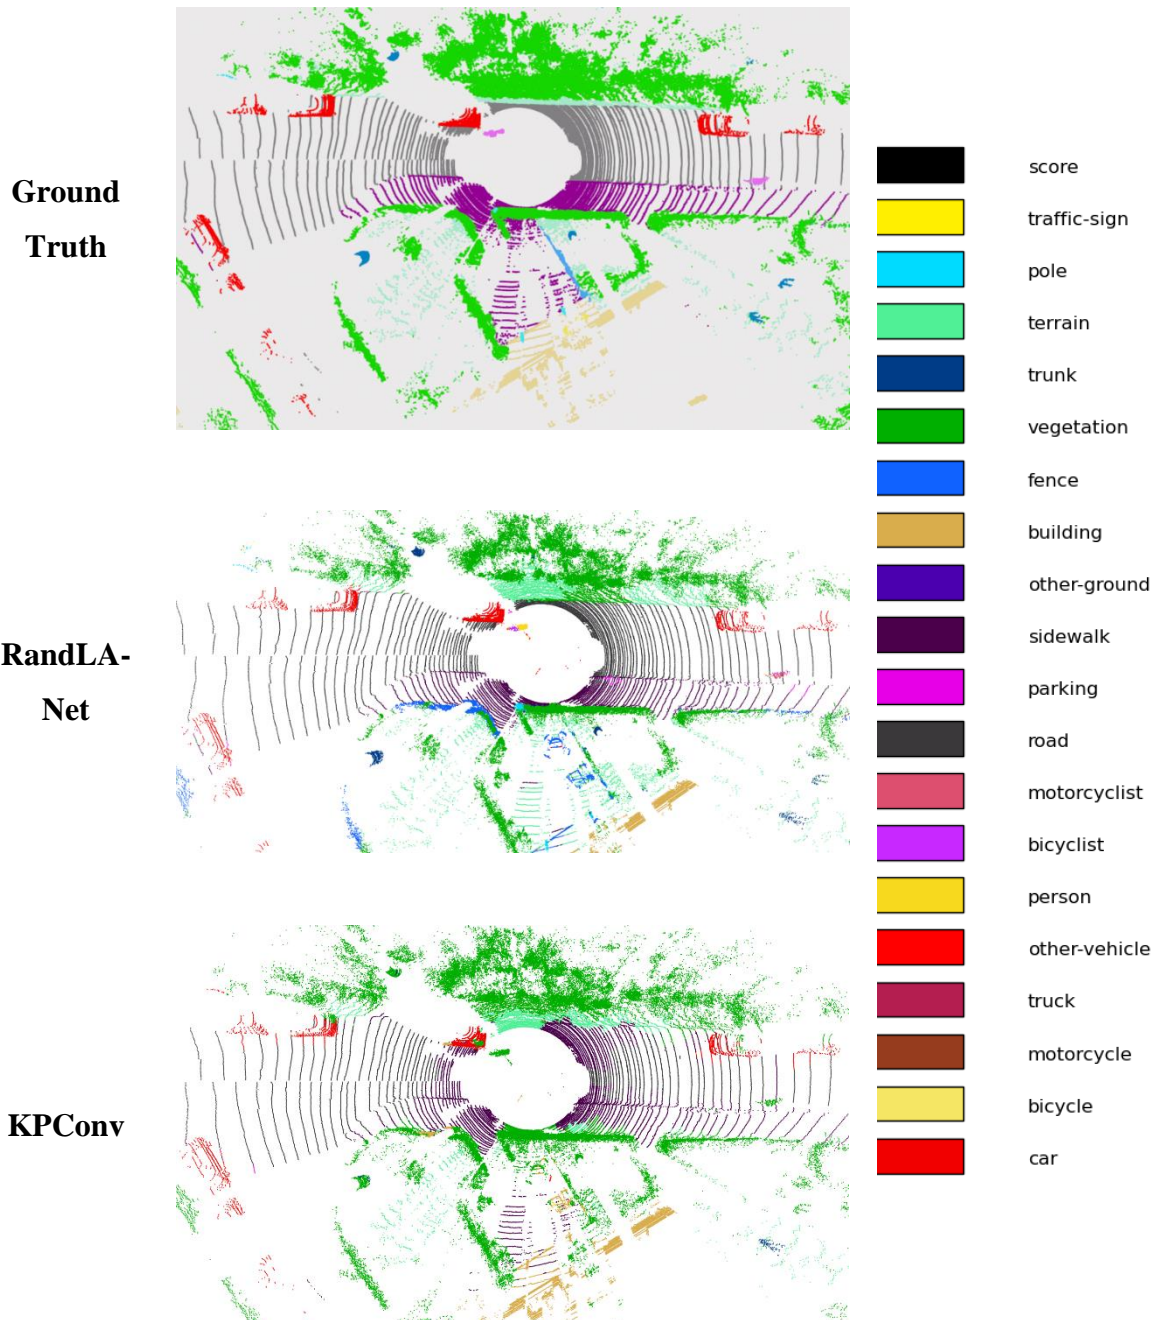 Ground
Truth
RandLA-
Net
KPConv
score
traffic-sign
pole
terrain
trunk
vegetation
fence
building
other-ground
sidewalk
parking
road
motorcyclist
bicyclist
person
other-vehicle
truck
motorcycle
bicycle
car